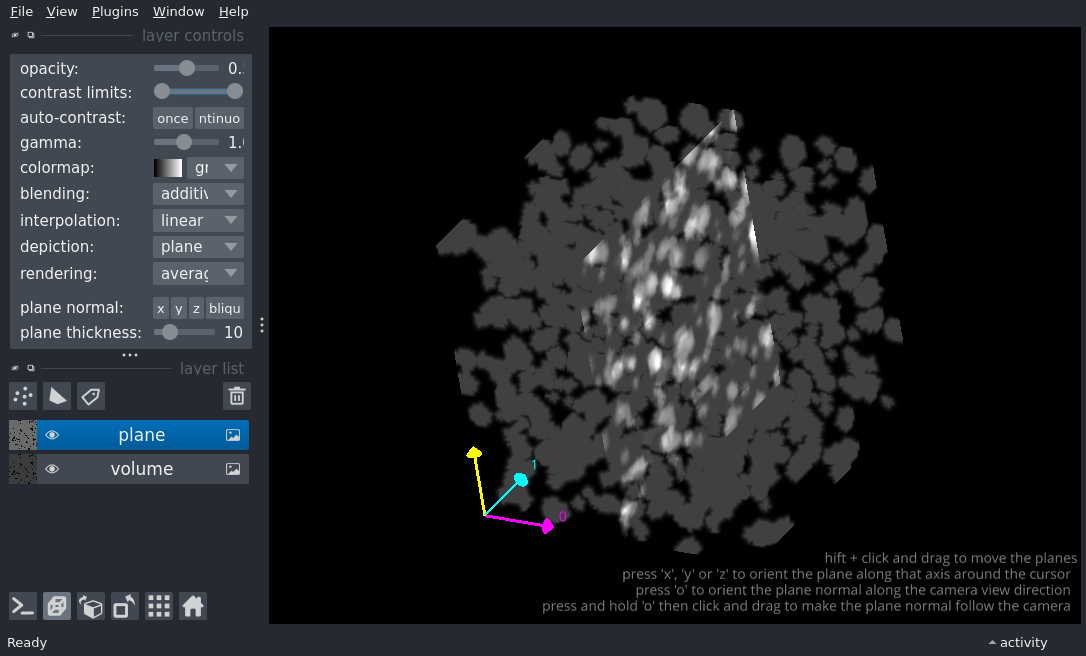 File View Plugins Window Help
layer controls
opacity: 0.
contrast limits:
auto-contrast: once ntinuo
gamma: 1.
colormap: gr
blending: additiv
interpolation: linear
depiction: plane
rendering: averag
plane normal: x y z bliqu
plane thickness: 10
layer list
plane
volume
1
0
hift + click and drag to move the planes
press 'x', 'y' or 'z' to orient the plane along that axis around the cursor
press 'o' to orient the plane normal along the camera view direction
press and hold 'o' then click and drag to make the plane normal follow the camera
Ready activity